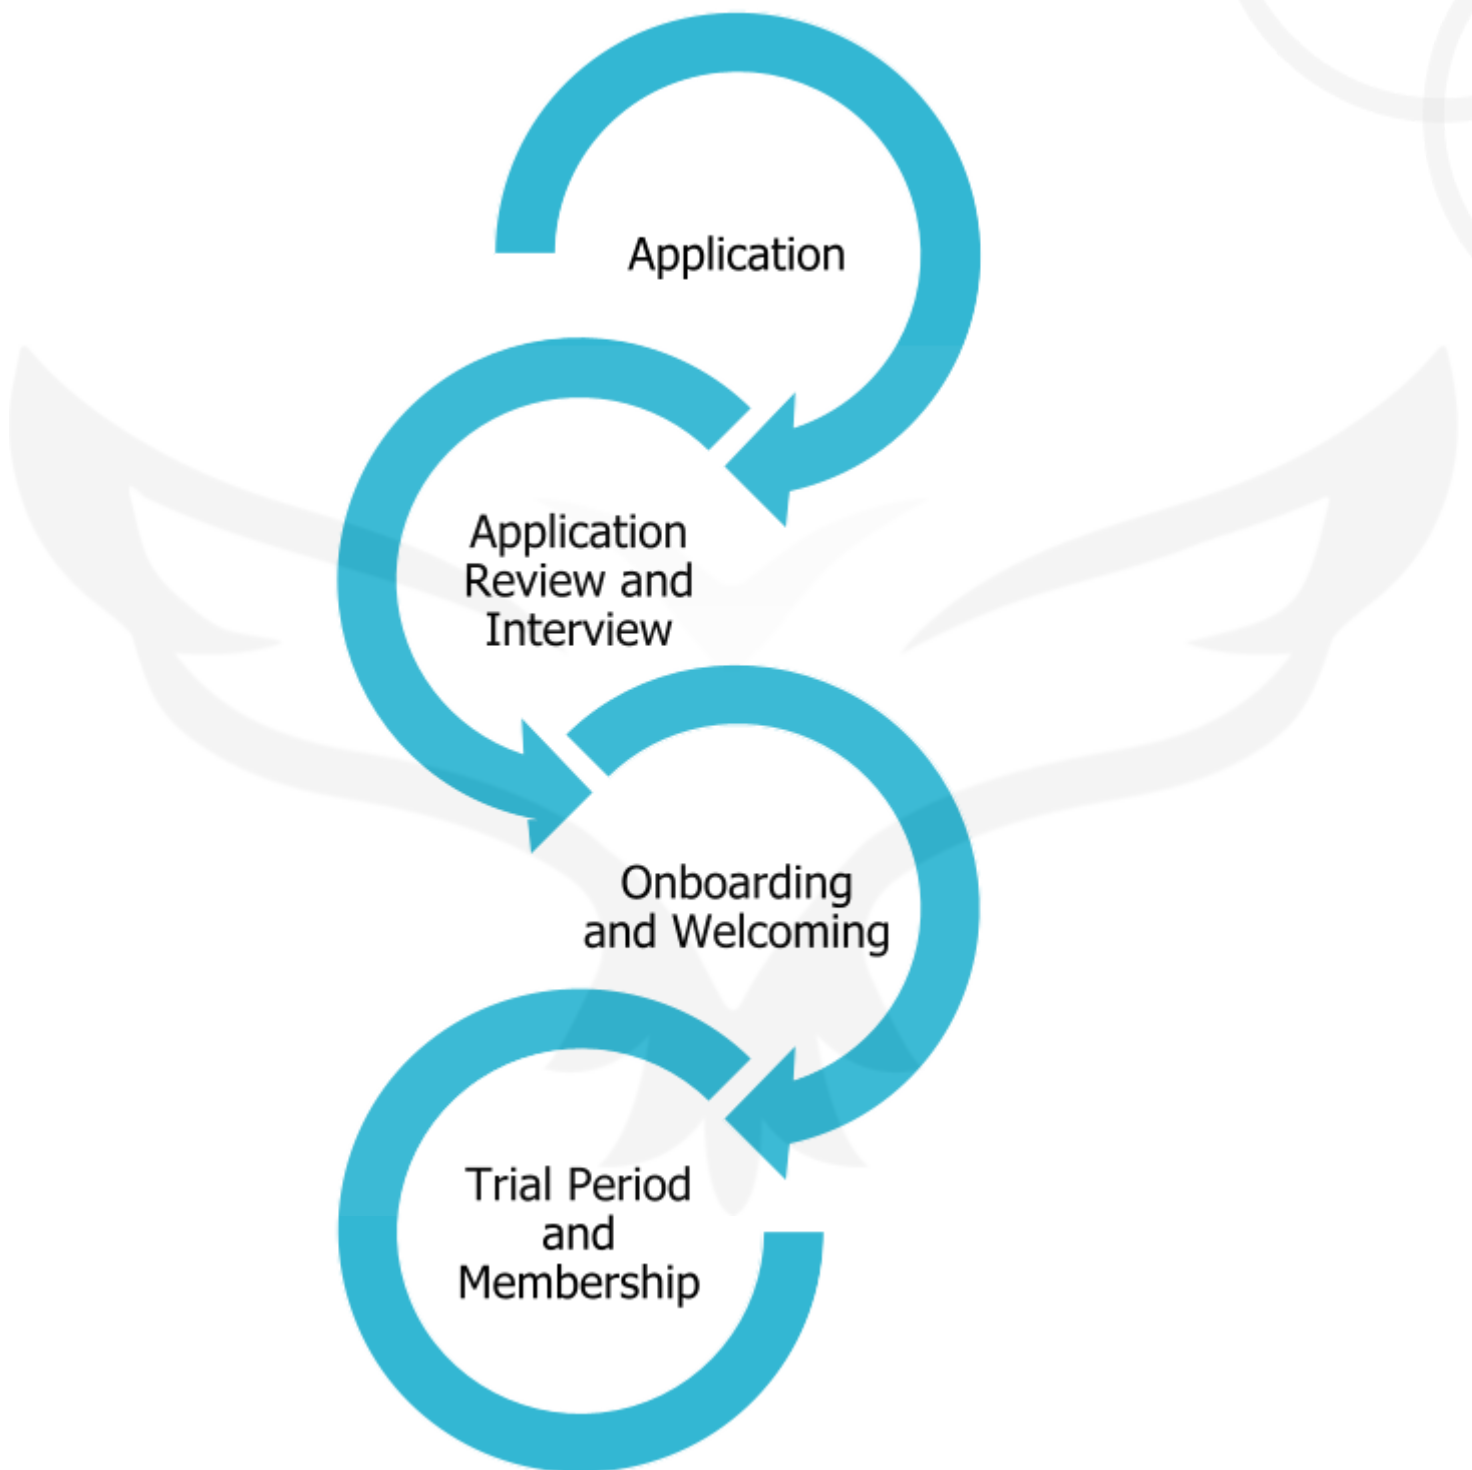 Application
Application
Review and
Interview
Onboarding
and Welcoming
Trial Period
and
Membership